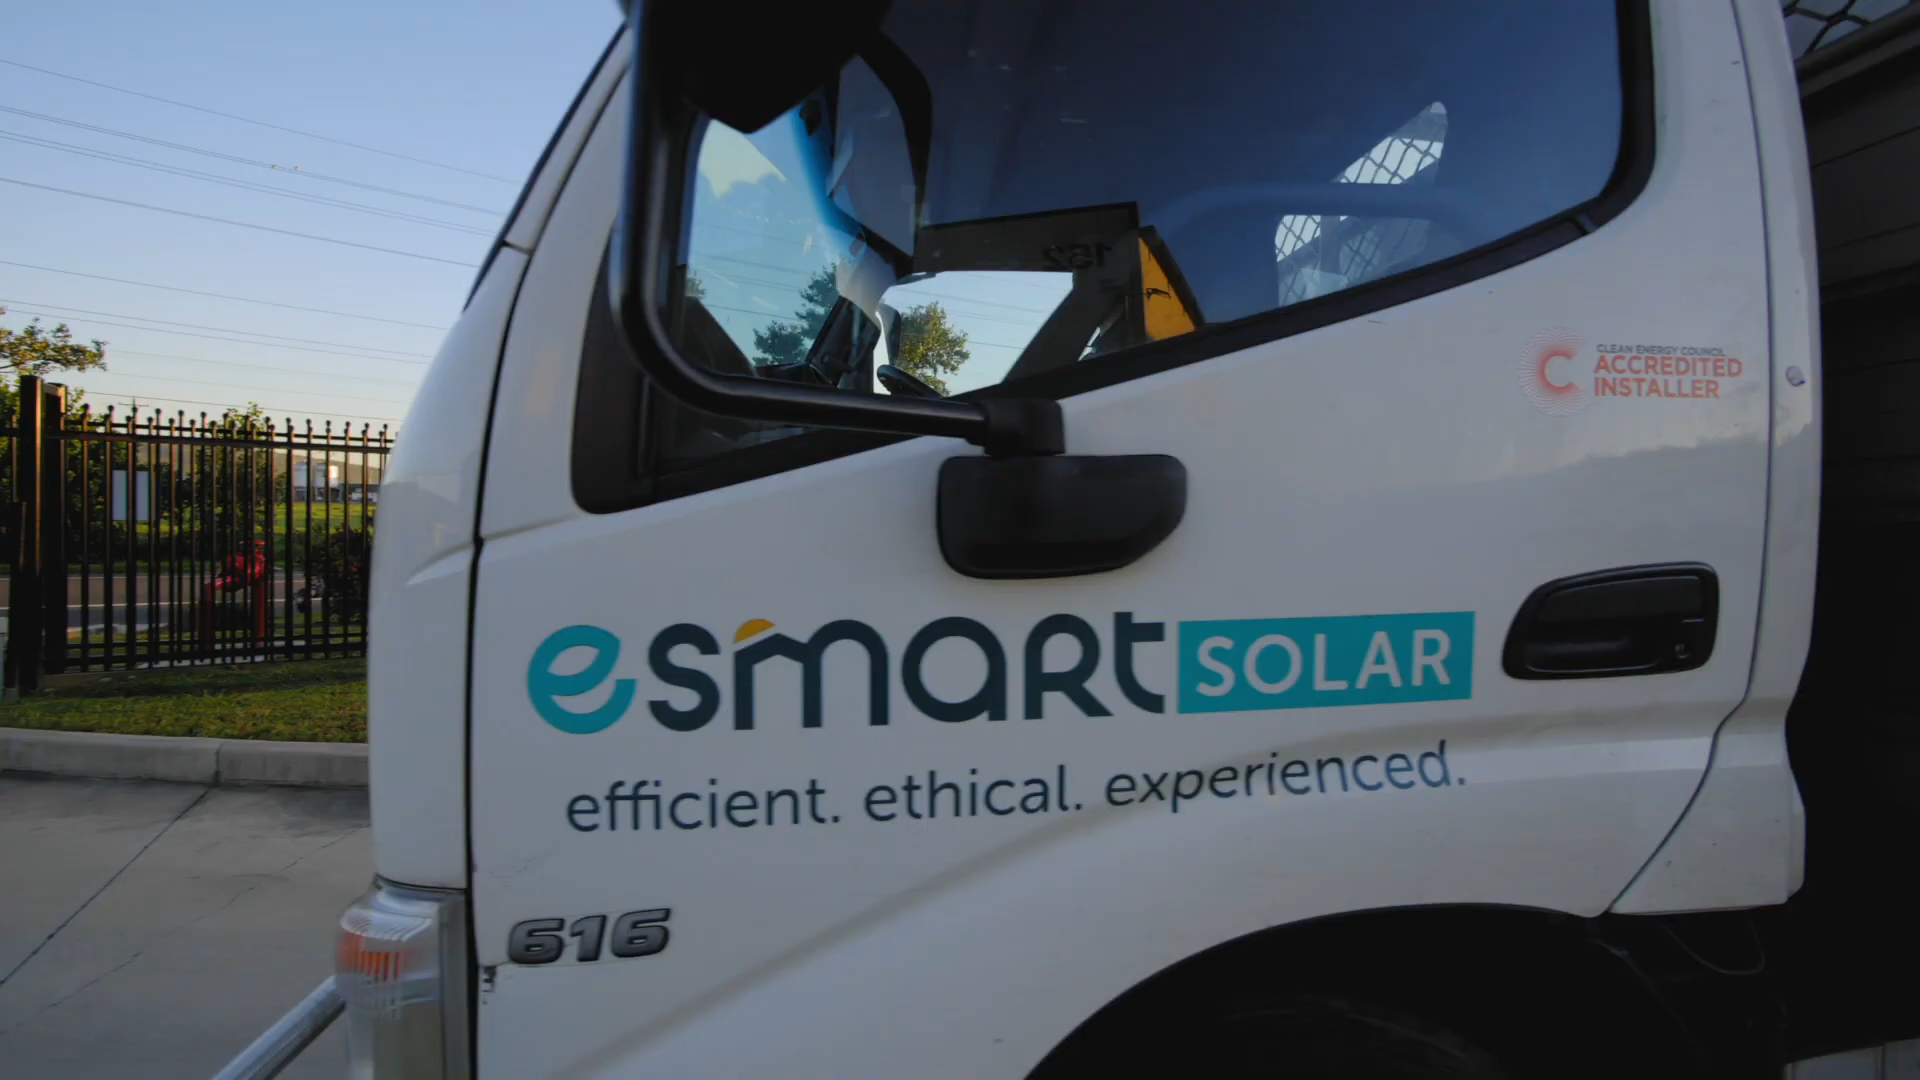 CLEAN ENERGY COUNCIL
ACCREDITED
INSTALLER
esmart SOLAR
efficient. ethical. experienced.
616